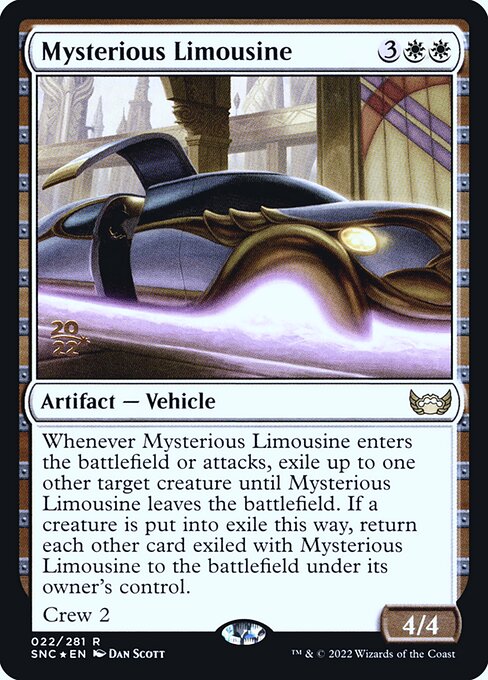 Mysterious Limousine 3
20
22
Artifact — Vehicle
Whenever Mysterious Limousine enters
the battlefield or attacks, exile up to one
other target creature until Mysterious
Limousine leaves the battlefield. If a
creature is put into exile this way, return
each other card exiled with Mysterious
Limousine to the battlefield under its
owner's control.
Crew 2
4/4
022/281 R
SNC ★ EN Dan Scott
™ & © 2022 Wizards of the Coast